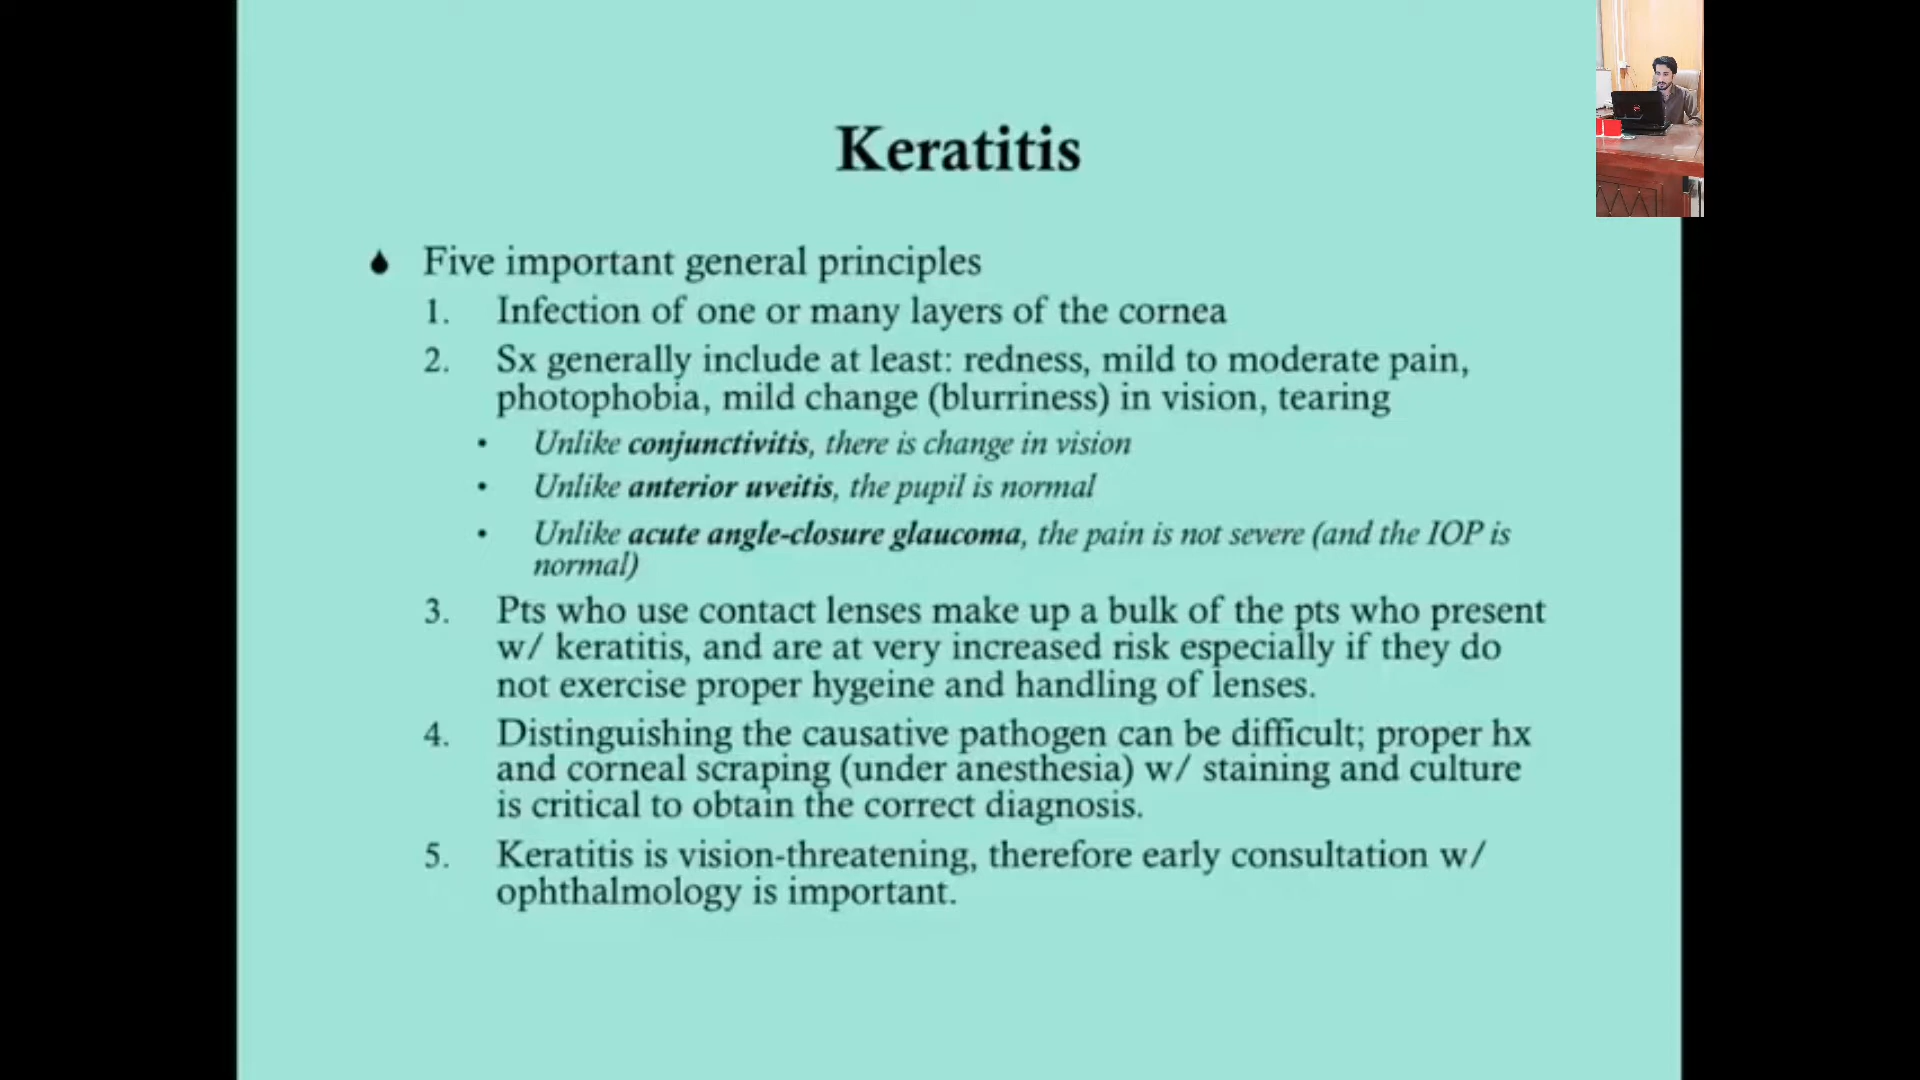 Keratitis
Five important general principles
1. Infection of one or many layers of the cornea
2. Sx generally include at least: redness, mild to moderate pain,
photophobia, mild change (blurriness) in vision, tearing
• Unlike conjunctivitis, there is change in vision
• Unlike anterior uveitis, the pupil is normal
• Unlike acute angle-closure glaucoma, the pain is not severe (and the IOP is
normal)
3. Pts who use contact lenses make up a bulk of the pts who present
w/ keratitis, and are at very increased risk especially if they do
not exercise proper hygeine and handling of lenses.
4. Distinguishing the causative pathogen can be difficult; proper hx
and corneal scraping (under anesthesia) w/ staining and culture
is critical to obtain the correct diagnosis.
5. Keratitis is vision-threatening, therefore early consultation w/
ophthalmology is important.